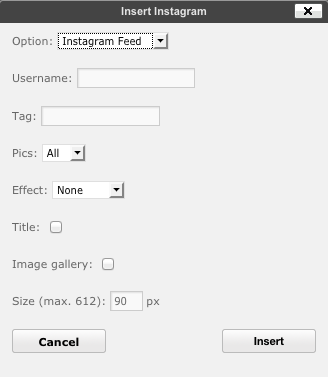 Insert Instagram
Option: Instagram Feed
Username:
Tag:
Pics: All
Effect: None
Title:
Image gallery:
Size (max. 612): 90 px
Cancel Insert